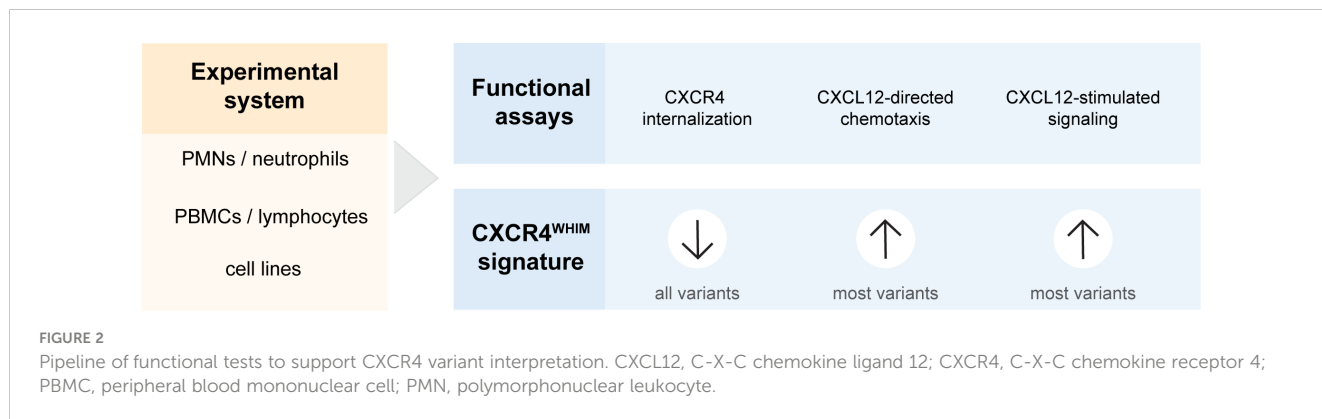 Experimental
system
PMNs / neutrophils
PBMCs / lymphocytes
cell lines
Functional
assays
CXCR4
internalization
CXCL12-directed
chemotaxis
CXCL12-stimulated
signaling
CXCR4WHIM
signature
all variants
most variants
most variants
FIGURE 2
Pipeline of functional tests to support CXCR4 variant interpretation. CXCL12, C-X-C chemokine ligand 12; CXCR4, C-X-C chemokine receptor 4;
PBMC, peripheral blood mononuclear cell; PMN, polymorphonuclear leukocyte.